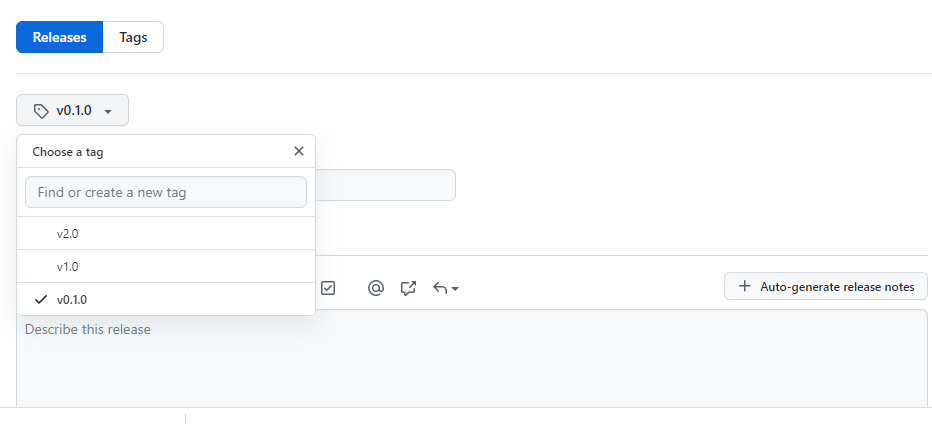 Releases Tags
v0.1.0
Choose a tag
Find or create a new tag
v2.0
v1.0
v0.1.0
Auto-generate release notes
Describe this release